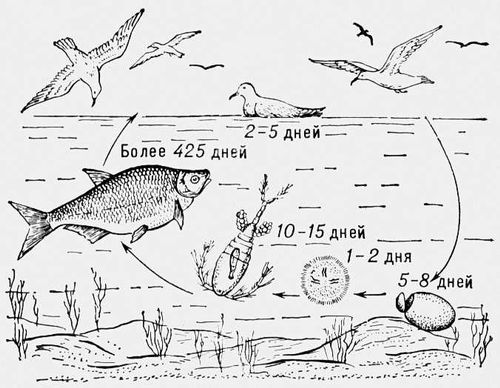 2–5 дней
Более 425 дней
10–15 дней
1–2 дня
5–8 дней